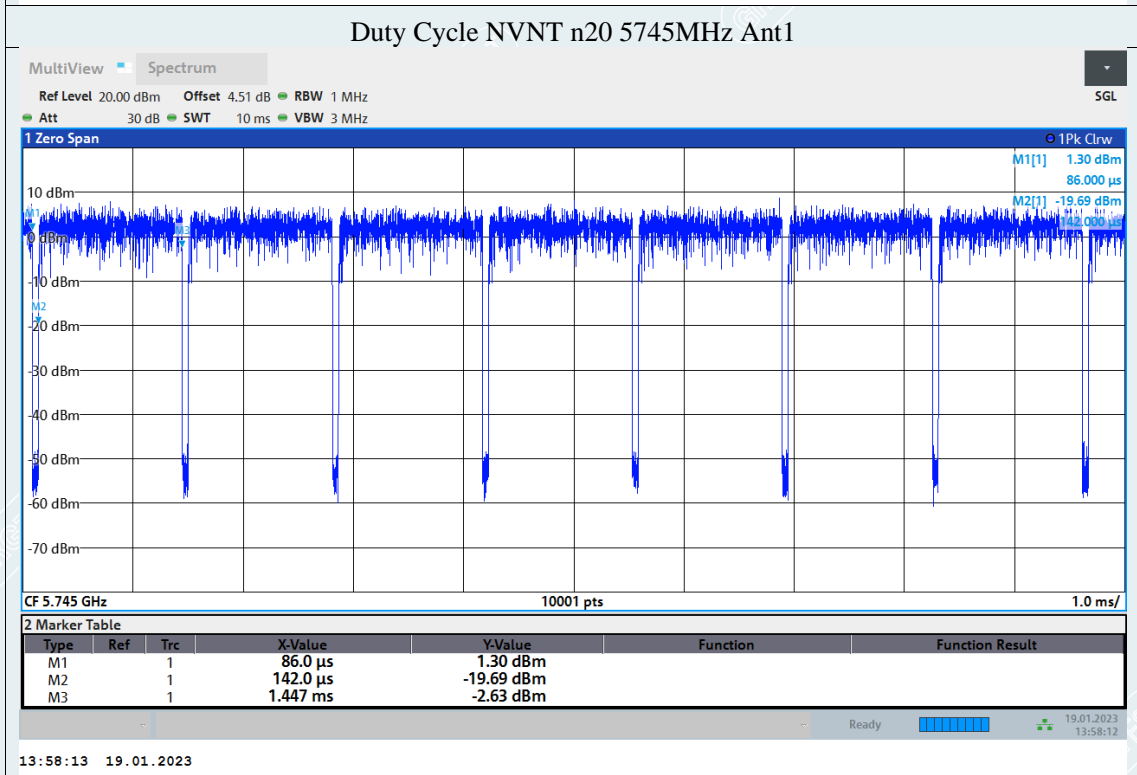 Duty Cycle NVNT n20 5745MHz Ant1
MultiView Spectrum
Ref Level 20.00 dBm Offset 4.51 dB RBW 1 MHz SGL
Att 30 dB SWT 10 ms VBW 3 MHz
1 Zero Span 1Pk Clrw
M1[1] 1.30 dBm
86.000 µs
M2[1] -19.69 dBm
142.000 µs
10 dBm
M1
M3
0 dBm
-10 dBm
M2
-20 dBm
-30 dBm
-40 dBm
-50 dBm
-60 dBm
-70 dBm
CF 5.745 GHz 10001 pts 1.0 ms/
2 Marker Table
Type Ref Trc X-Value Y-Value Function Function Result
M1 1 86.0 µs 1.30 dBm
M2 1 142.0 µs -19.69 dBm
M3 1 1.447 ms -2.63 dBm
Ready 19.01.2023
13:58:12
13:58:13 19.01.2023